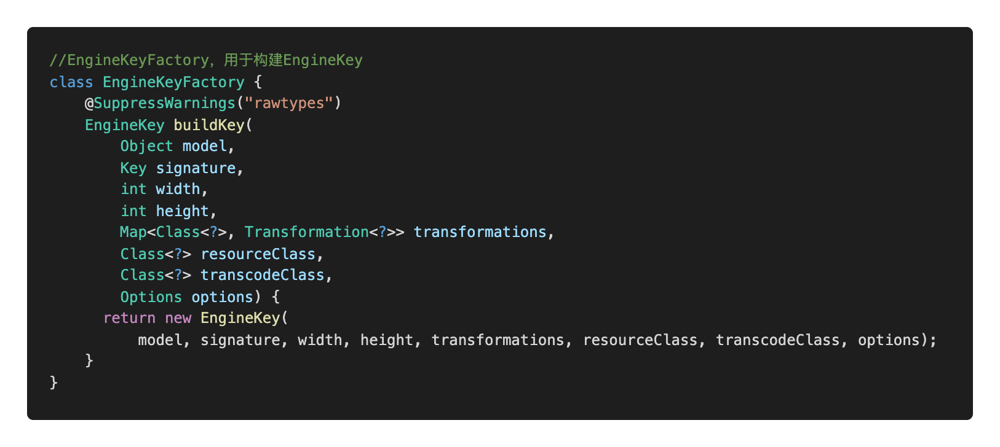 //EngineKeyFactory，用于构建EngineKey
class EngineKeyFactory {
    @SuppressWarnings("rawtypes")
    EngineKey buildKey(
        Object model,
        Key signature,
        int width,
        int height,
        Map<Class<?>, Transformation<?>> transformations,
        Class<?> resourceClass,
        Class<?> transcodeClass,
        Options options) {
      return new EngineKey(
          model, signature, width, height, transformations, resourceClass, transcodeClass, options);
    }
}